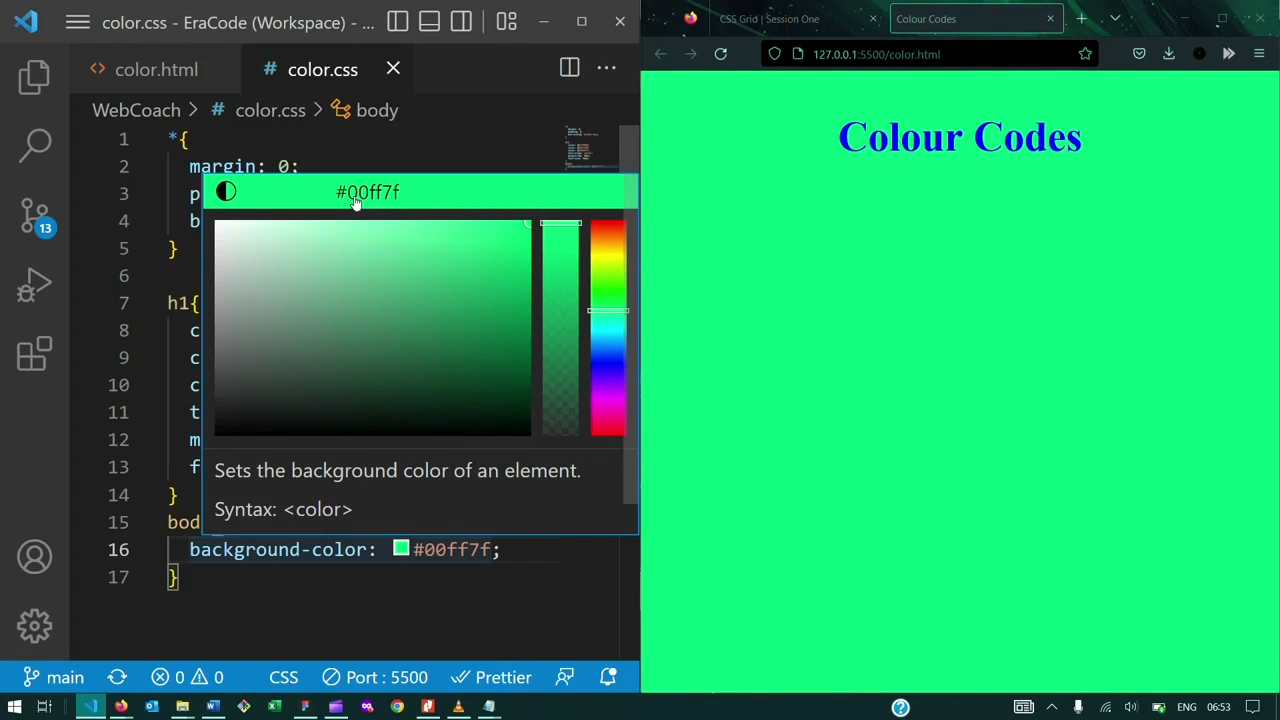 color.css - EraCode (Workspace) - ...
color.html
# color.css
WebCoach > # color.css > body
1 *{
2 margin: 0;
3 p
4 b
5 }
6
7 h1{
8 c
9 c
10 c
11 t
12 m
13 f
14 }
15 bod
16 background-color: #00ff7f;
17 }
#00ff7f
Sets the background color of an element.
Syntax: <color>
13
main
0 0
CSS
Port : 5500
Prettier
CSS Grid | Session One
Colour Codes
127.0.0.1:5500/color.html
Colour Codes
ENG 06:53